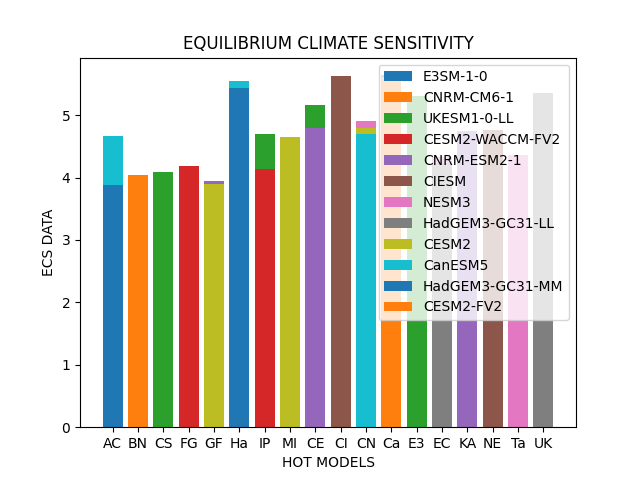 EQUILIBRIUM CLIMATE SENSITIVITY
ECS DATA
5
4
3
2
1
0
E3SM-1-0
CNRM-CM6-1
UKESM1-0-LL
CESM2-WACCM-FV2
CNRM-ESM2-1
CIESM
NESM3
HadGEM3-GC31-LL
CESM2
CanESM5
HadGEM3-GC31-MM
CESM2-FV2
AC BN CS FG GF Ha IP MI CE CI CN Ca E3 EC KA NE Ta UK
HOT MODELS